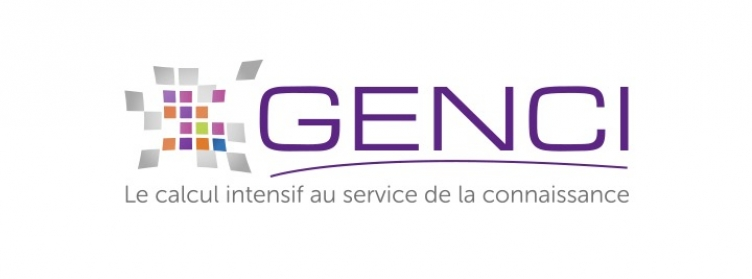 GENCI
Le calcul intensif au service de la connaissance